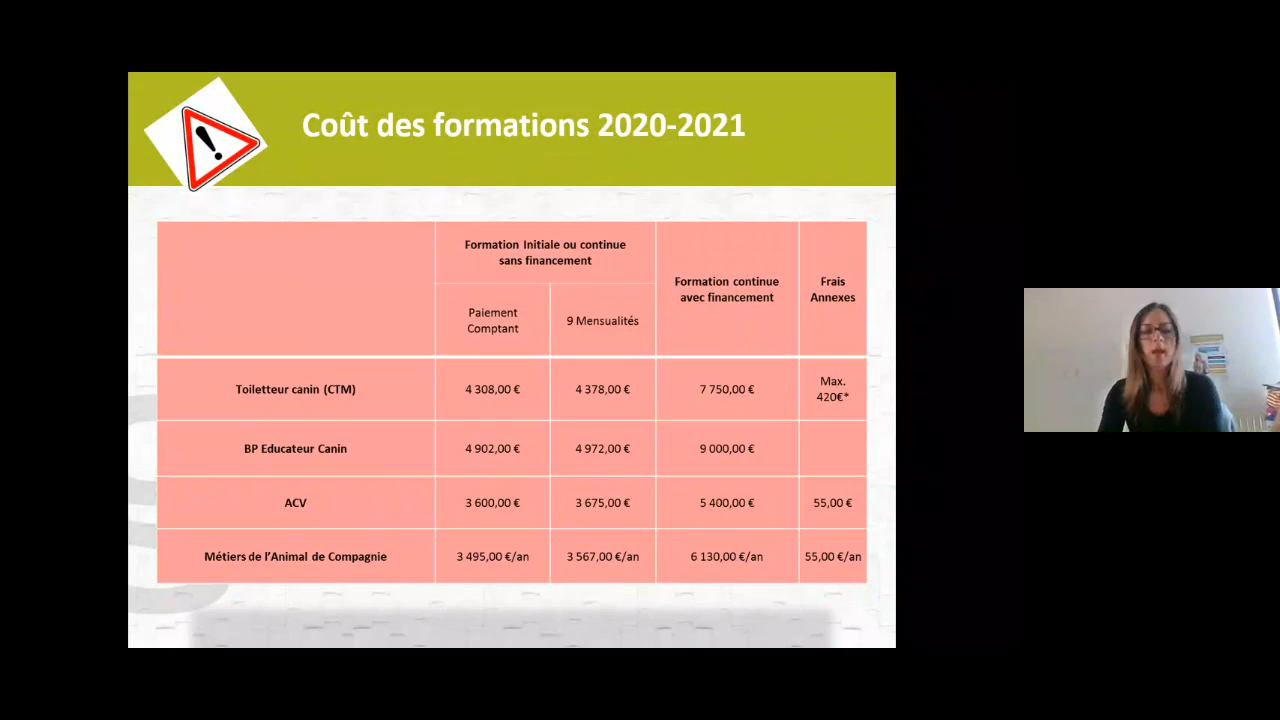 Coût des formations 2020-2021
Formation Initiale ou continue
sans financement
Formation continue
avec financement
Frais
Annexes
Paiement
Comptant
9 Mensualités
Toiletteur canin (CTM)
4 308,00 €
4 378,00 €
7 750,00 €
Max.
420€*
BP Educateur Canin
4 902,00 €
4 972,00 €
9 000,00 €
ACV
3 600,00 €
3 675,00 €
5 400,00 €
55,00 €
Métiers de l'Animal de Compagnie
3 495,00 €/an
3 567,00 €/an
6 130,00 €/an
55,00 €/an